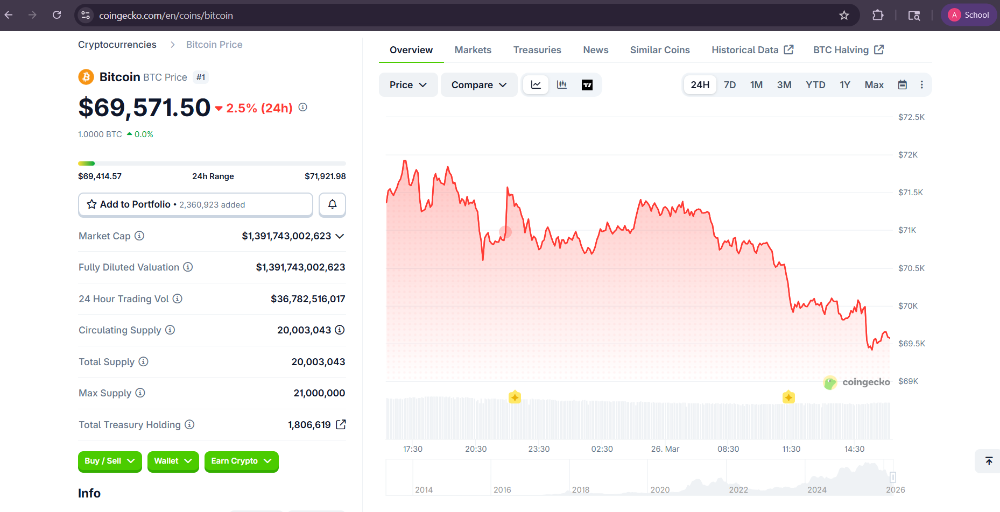 coingecko.com/en/coins/bitcoin
A School
Cryptocurrencies > Bitcoin Price
Bitcoin BTC Price #1
$69,571.50 2.5% (24h)
1.0000 BTC 0.0%
$69,414.57 24h Range $71,921.98
Add to Portfolio • 2,360,923 added
Market Cap $1,391,743,002,623
Fully Diluted Valuation $1,391,743,002,623
24 Hour Trading Vol $36,782,516,017
Circulating Supply 20,003,043
Total Supply 20,003,043
Max Supply 21,000,000
Total Treasury Holding 1,806,619
Buy / Sell Wallet Earn Crypto
Info
Overview Markets Treasuries News Similar Coins Historical Data BTC Halving
Price Compare 24H 7D 1M 3M YTD 1Y Max
$72.5K
$72K
$71.5K
$71K
$70.5K
$70K
$69.5K
$69K
coingecko
17:30 20:30 23:30 02:30 26. Mar 08:30 11:30 14:30
2014 2016 2018 2020 2022 2024 2026